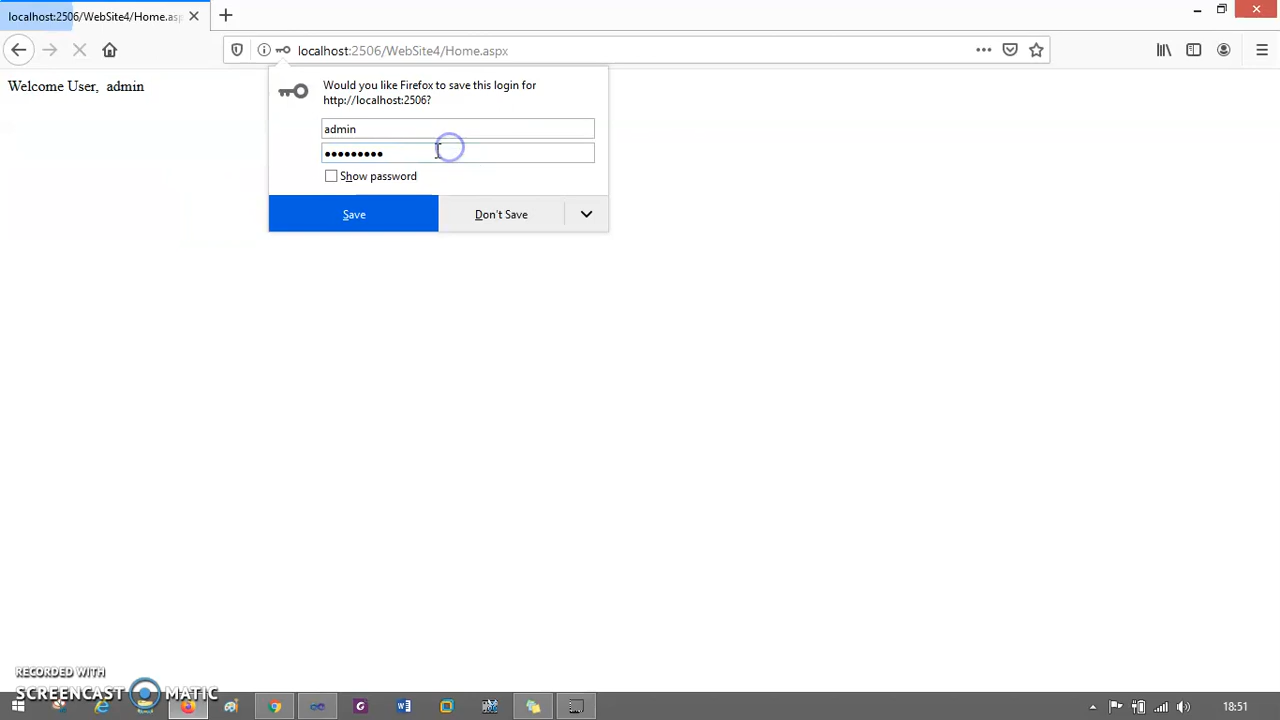 localhost:2506/WebSite4/Home.asp
localhost:2506/WebSite4/Home.aspx
Welcome User, admin
Would you like Firefox to save this login for
http://localhost:2506?
admin
•••••••••
Show password
Save
Don't Save
RECORDED WITH
SCREENCAST MATIC
18:51